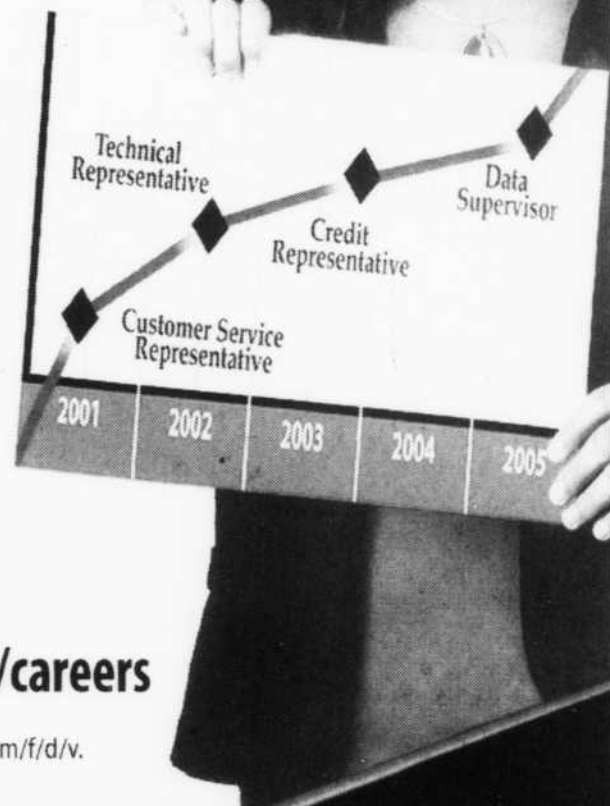 Technical
Representative
Data
Supervisor
Credit
Representative
Customer Service
Representative
2001 2002 2003 2004 2005
/careers
m/f/d/v.